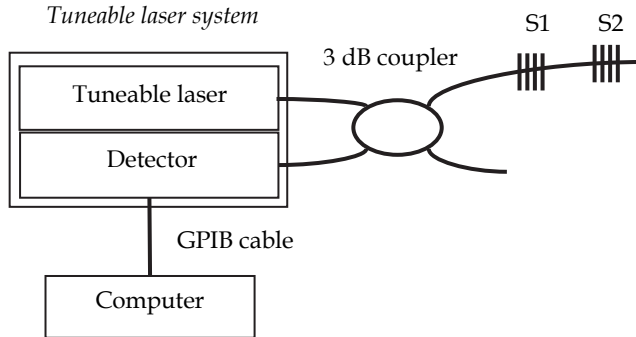 Tuneable laser system
S1
S2
3 dB coupler
Tuneable laser
Detector
GPIB cable
Computer